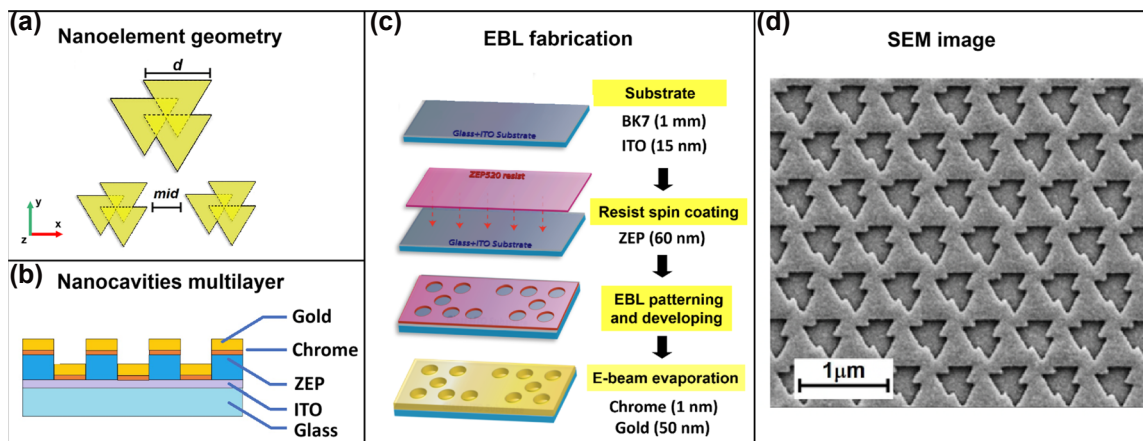 (a)
Nanoelement geometry
d
mid
y
x
z
(b)
Nanocavities multilayer
Gold
Chrome
ZEP
ITO
Glass
(c)
EBL fabrication
Glass+ITO Substrate
Substrate
BK7 (1 mm)
ITO (15 nm)
ZEP520 resist
Glass+ITO Substrate
Resist spin coating
ZEP (60 nm)
EBL patterning
and developing
E-beam evaporation
Chrome (1 nm)
Gold (50 nm)
(d)
SEM image
1μm